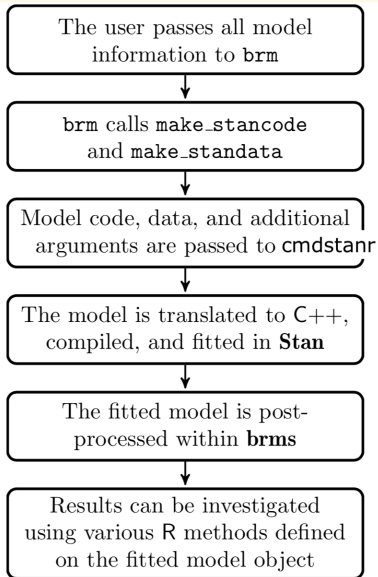 The user passes all model
information to brm
brm calls make_stancode
and make_standata
Model code, data, and additional
arguments are passed to cmdstanr
The model is translated to C++,
compiled, and fitted in Stan
The fitted model is post-
processed within brms
Results can be investigated
using various R methods defined
on the fitted model object